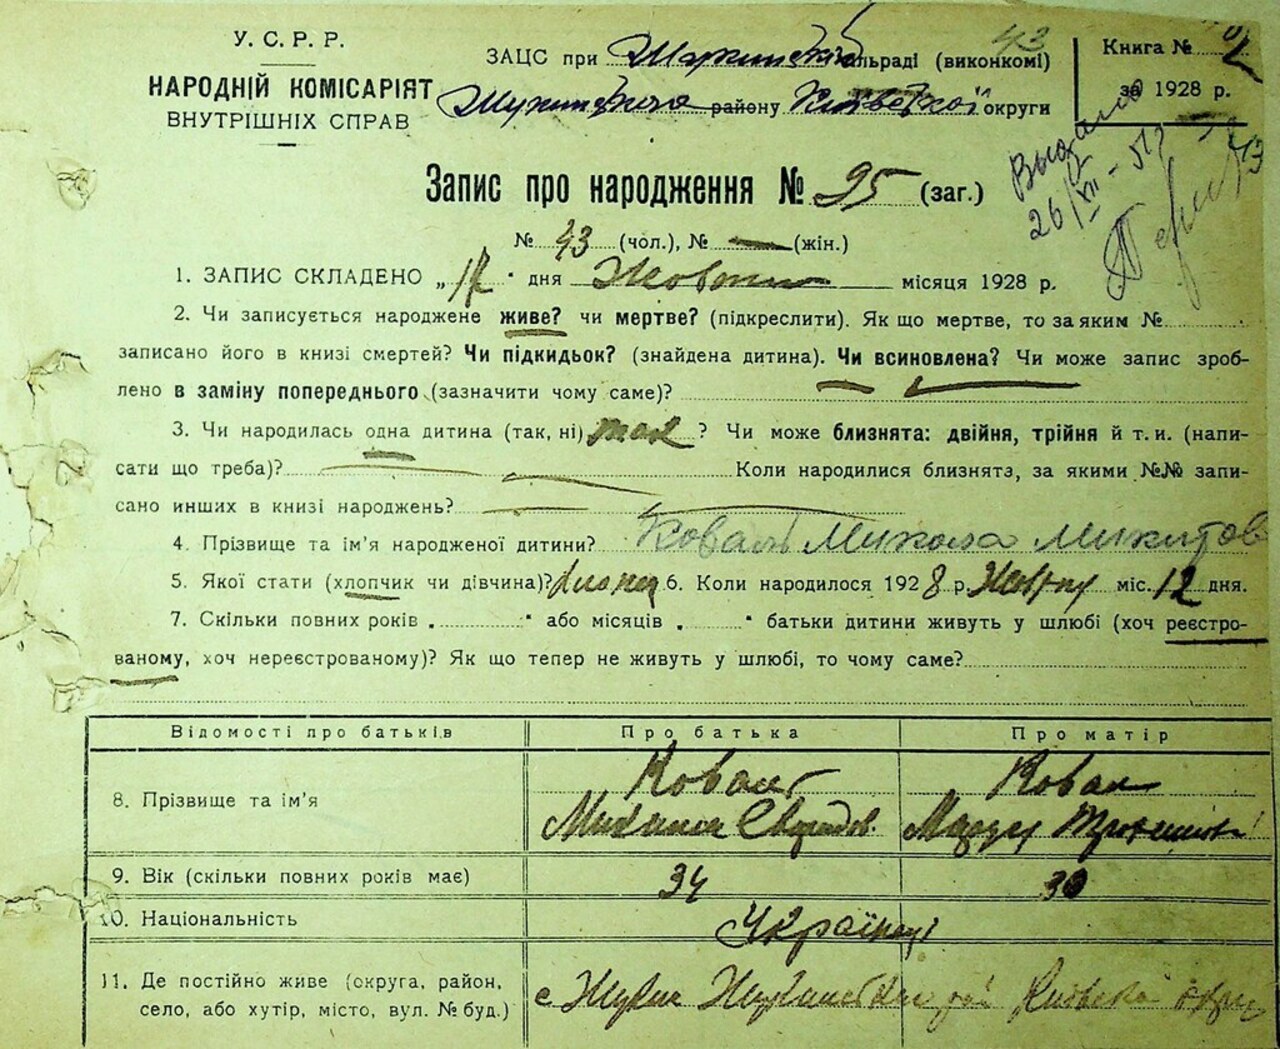 У. С. Р. Р.
НАРОДНІЙ КОМІСАРІЯТ
ВНУТРІШНІХ СПРАВ
43
ЗАЦС при сільраді (виконкомі)
району Київської округи
Книга №
за 1928 р.
Запис про народження № 95 (заг.)
№ 43 (чол.), № — (жін.)
1. ЗАПИС СКЛАДЕНО „17" дня Жовтня місяця 1928 р.
2. Чи записується народжене живе? чи мертве? (підкреслити). Як що мертве, то за яким №
записано його в книзі смертей? Чи підкидьок? (знайдена дитина). Чи всиновлена? Чи може запис зроб-
лено в заміну попереднього (зазначити чому саме)?
3. Чи народилась одна дитина (так, ні) так? Чи може близнята: двійня, трійня й т. и. (напи-
сати що треба)? Коли народилися близнята, за якими №№ запи-
сано инших в книзі народжень?
4. Прізвище та ім'я народженої дитини? Коваль Микола Микитов
5. Якої стати (хлопчик чи дівчина)? 6. Коли народилося 1928 р. Жовтня міс. 12 дня.
7. Скільки повних років „ " або місяців „ " батьки дитини живуть у шлюбі (хоч реєстро-
ваному, хоч нереєстрованому)? Як що тепер не живуть у шлюбі, то чому саме?
Відомості про батьків Про батька Про матір
8. Прізвище та ім'я Коваль Коваль
9. Вік (скільки повних років має) 34 30
10. Національність Українці
11. Де постійно живе (округа, район,
село, або хутір, місто, вул. № буд.) с